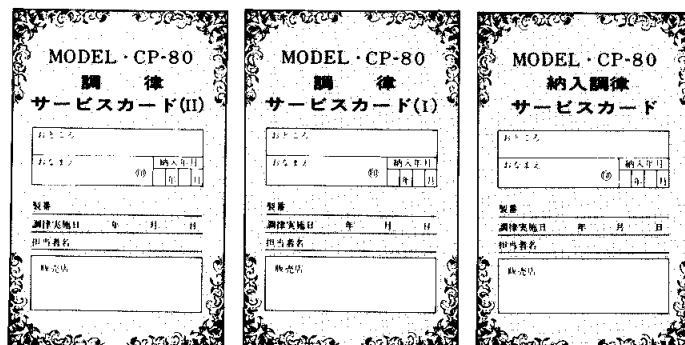 MODEL・CP-80
調 律
サービスカード(II)
おところ
おなまえ
㊞
納入年月
年 月
製番
調律実施日 年 月 日
担当者名
販売店
MODEL・CP-80
調 律
サービスカード(I)
おところ
おなまえ
㊞
納入年月
年 月
製番
調律実施日 年 月 日
担当者名
販売店
MODEL・CP-80
納入調律
サービスカード
おところ
おなまえ
㊞
納入年月
年 月
製番
調律実施日 年 月 日
担当者名
販売店